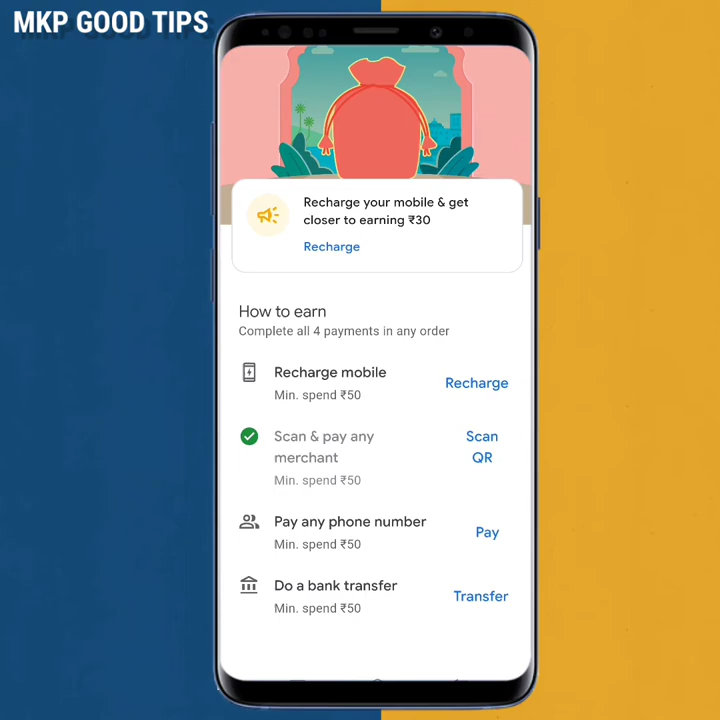 MKP GOOD TIPS
Recharge your mobile & get
closer to earning ₹30
Recharge
How to earn
Complete all 4 payments in any order
Recharge mobile
Min. spend ₹50
Recharge
Scan & pay any
merchant
Min. spend ₹50
Scan
QR
Pay any phone number
Min. spend ₹50
Pay
Do a bank transfer
Min. spend ₹50
Transfer